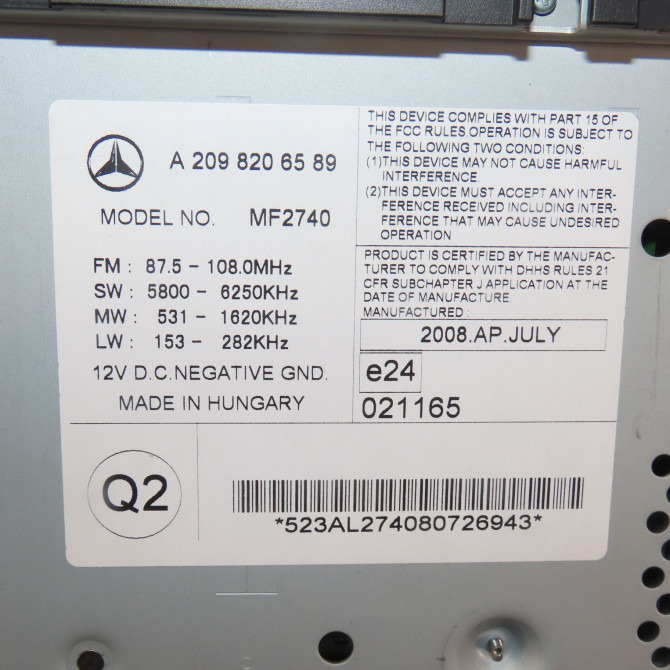 A 209 820 65 89
MODEL NO. MF2740
FM : 87.5 - 108.0MHz
SW : 5800 - 6250KHz
MW : 531 - 1620KHz
LW : 153 - 282KHz
12V D.C.NEGATIVE GND.
MADE IN HUNGARY
THIS DEVICE COMPLIES WITH PART 15 OF
THE FCC RULES.OPERATION IS SUBJECT TO
THE FOLLOWING TWO CONDITIONS:
(1)THIS DEVICE MAY NOT CAUSE HARMFUL
INTERFERENCE.
(2)THIS DEVICE MUST ACCEPT ANY INTER-
FERENCE RECEIVED INCLUDING INTER-
FERENCE THAT MAY CAUSE UNDESIRED
OPERATION
PRODUCT IS CERTIFIED BY THE MANUFAC-
TURER TO COMPLY WITH DHHS RULES 21
CFR SUBCHAPTER J APPLICATION AT THE
DATE OF MANUFACTURE.
MANUFACTURED :
2008.AP.JULY
e24
021165
Q2
*523AL274080726943*